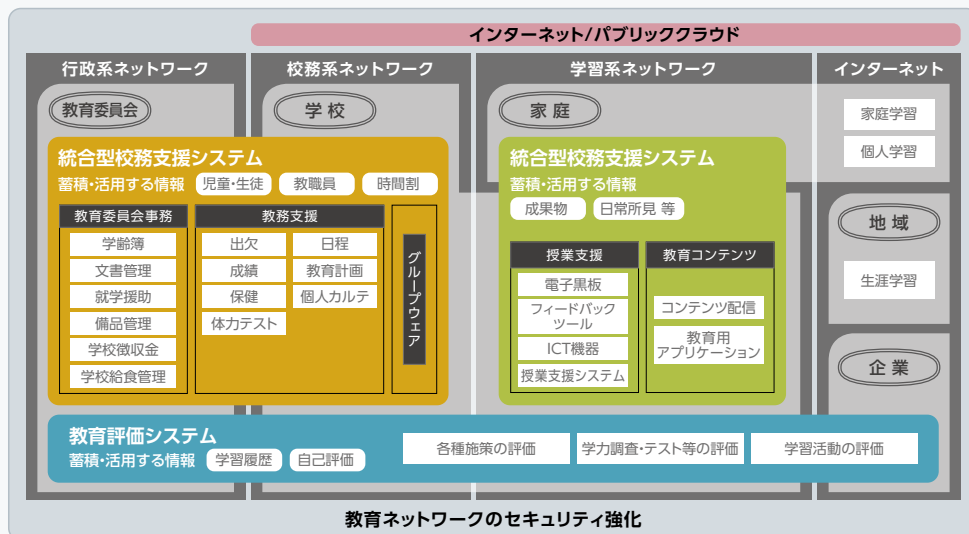 インターネット/パブリッククラウド
行政系ネットワーク
校務系ネットワーク
学習系ネットワーク
インターネット
教育委員会
学校
家庭
家庭学習
個人学習
地域
生涯学習
企業
統合型校務支援システム
蓄積・活用する情報
児童・生徒
教職員
時間割
教育委員会事務
学齢簿
文書管理
就学援助
備品管理
学校徴収金
学校給食管理
教務支援
出欠
日程
成績
教育計画
保健
個人カルテ
体力テスト
グループウェア
統合型校務支援システム
蓄積・活用する情報
成果物
日常所見 等
授業支援
電子黒板
フィードバック
ツール
ICT機器
授業支援システム
教育コンテンツ
コンテンツ配信
教育用
アプリケーション
教育評価システム
蓄積・活用する情報
学習履歴
自己評価
各種施策の評価
学力調査・テスト等の評価
学習活動の評価
教育ネットワークのセキュリティ強化